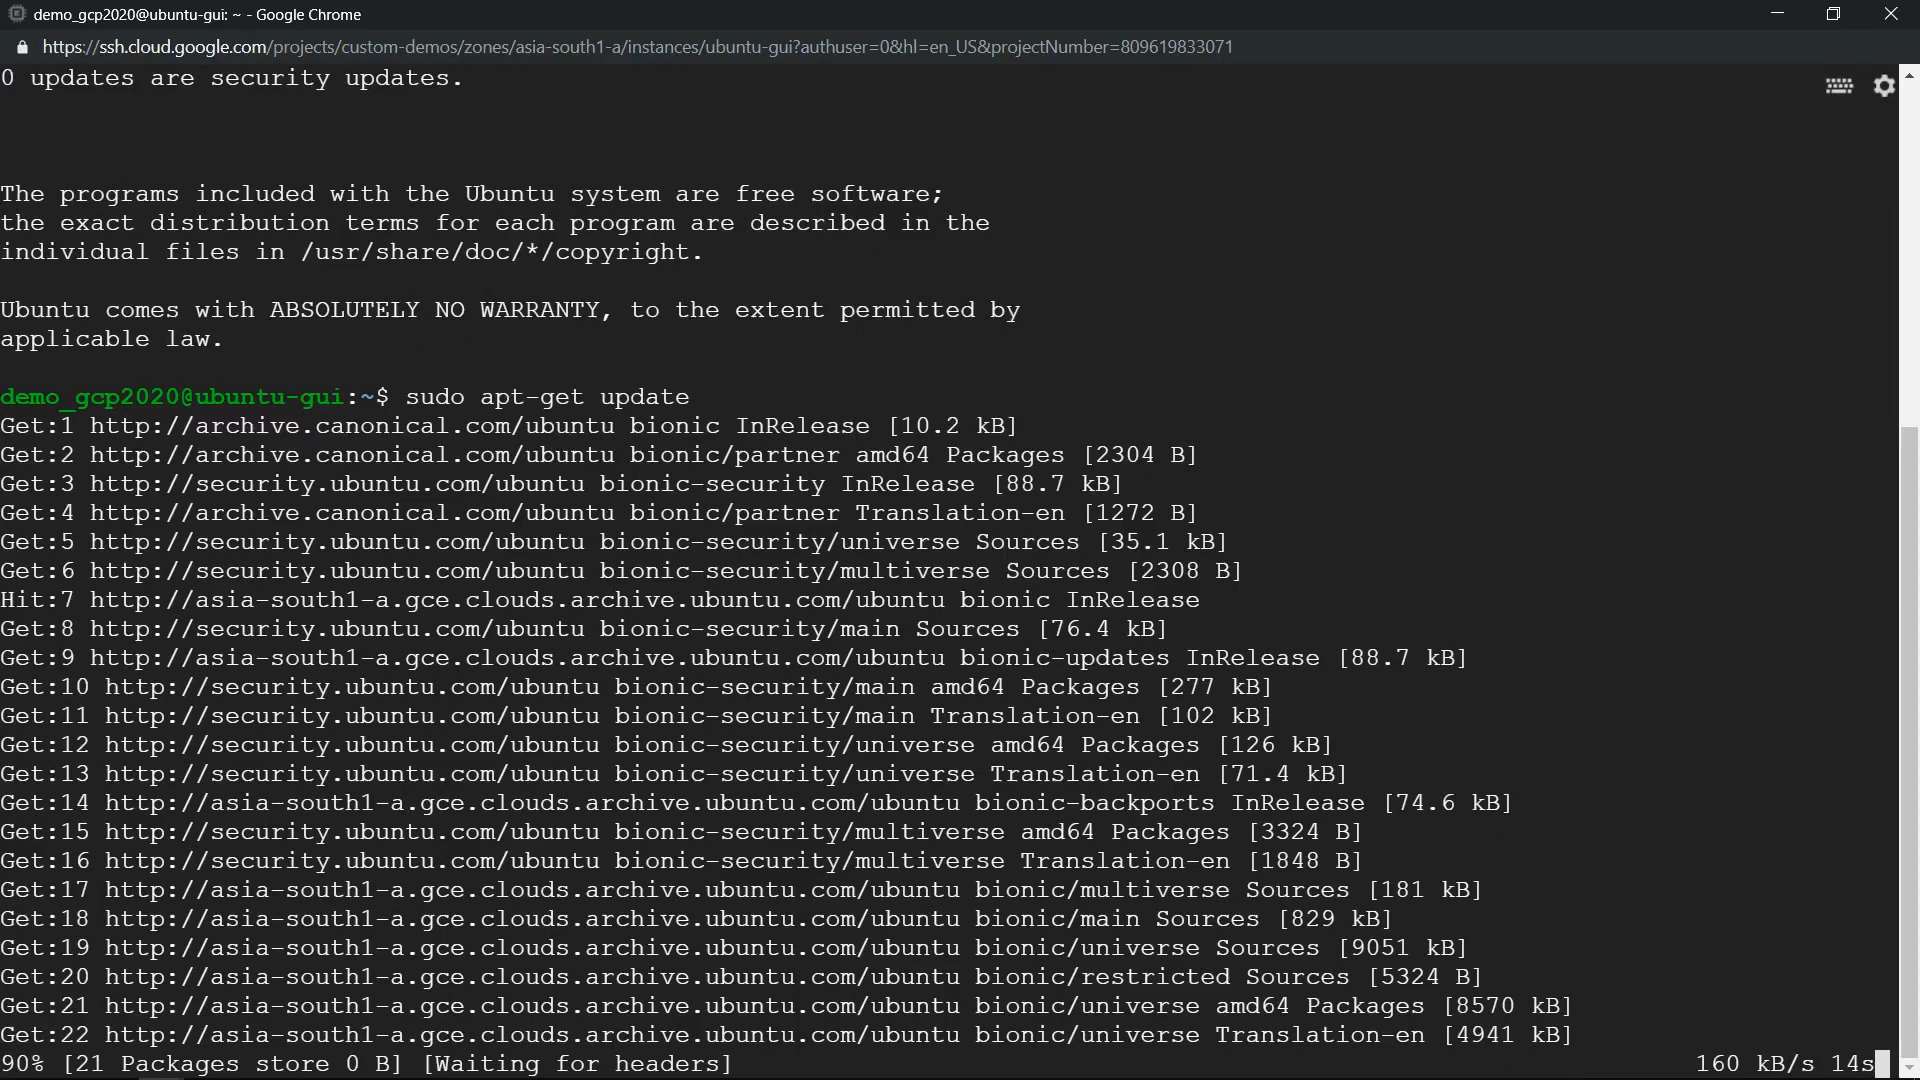 demo_gcp2020@ubuntu-gui: ~ - Google Chrome
https://ssh.cloud.google.com/projects/custom-demos/zones/asia-south1-a/instances/ubuntu-gui?authuser=0&hl=en_US&projectNumber=809619833071
0 updates are security updates.
The programs included with the Ubuntu system are free software;
the exact distribution terms for each program are described in the
individual files in /usr/share/doc/*/copyright.
Ubuntu comes with ABSOLUTELY NO WARRANTY, to the extent permitted by
applicable law.
demo_gcp2020@ubuntu-gui:~$ sudo apt-get update
Get:1 http://archive.canonical.com/ubuntu bionic InRelease [10.2 kB]
Get:2 http://archive.canonical.com/ubuntu bionic/partner amd64 Packages [2304 B]
Get:3 http://security.ubuntu.com/ubuntu bionic-security InRelease [88.7 kB]
Get:4 http://archive.canonical.com/ubuntu bionic/partner Translation-en [1272 B]
Get:5 http://security.ubuntu.com/ubuntu bionic-security/universe Sources [35.1 kB]
Get:6 http://security.ubuntu.com/ubuntu bionic-security/multiverse Sources [2308 B]
Hit:7 http://asia-south1-a.gce.clouds.archive.ubuntu.com/ubuntu bionic InRelease
Get:8 http://security.ubuntu.com/ubuntu bionic-security/main Sources [76.4 kB]
Get:9 http://asia-south1-a.gce.clouds.archive.ubuntu.com/ubuntu bionic-updates InRelease [88.7 kB]
Get:10 http://security.ubuntu.com/ubuntu bionic-security/main amd64 Packages [277 kB]
Get:11 http://security.ubuntu.com/ubuntu bionic-security/main Translation-en [102 kB]
Get:12 http://security.ubuntu.com/ubuntu bionic-security/universe amd64 Packages [126 kB]
Get:13 http://security.ubuntu.com/ubuntu bionic-security/universe Translation-en [71.4 kB]
Get:14 http://asia-south1-a.gce.clouds.archive.ubuntu.com/ubuntu bionic-backports InRelease [74.6 kB]
Get:15 http://security.ubuntu.com/ubuntu bionic-security/multiverse amd64 Packages [3324 B]
Get:16 http://security.ubuntu.com/ubuntu bionic-security/multiverse Translation-en [1848 B]
Get:17 http://asia-south1-a.gce.clouds.archive.ubuntu.com/ubuntu bionic/multiverse Sources [181 kB]
Get:18 http://asia-south1-a.gce.clouds.archive.ubuntu.com/ubuntu bionic/main Sources [829 kB]
Get:19 http://asia-south1-a.gce.clouds.archive.ubuntu.com/ubuntu bionic/universe Sources [9051 kB]
Get:20 http://asia-south1-a.gce.clouds.archive.ubuntu.com/ubuntu bionic/restricted Sources [5324 B]
Get:21 http://asia-south1-a.gce.clouds.archive.ubuntu.com/ubuntu bionic/universe amd64 Packages [8570 kB]
Get:22 http://asia-south1-a.gce.clouds.archive.ubuntu.com/ubuntu bionic/universe Translation-en [4941 kB]
90% [21 Packages store 0 B] [Waiting for headers] 160 kB/s 14s